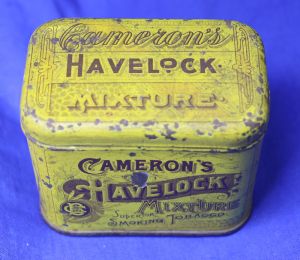 Cameron's
HAVELOCK
MIXTURE
CAMERON'S
HAVELOCK
MIXTURE
SUPERIOR
SMOKING TOBACCO